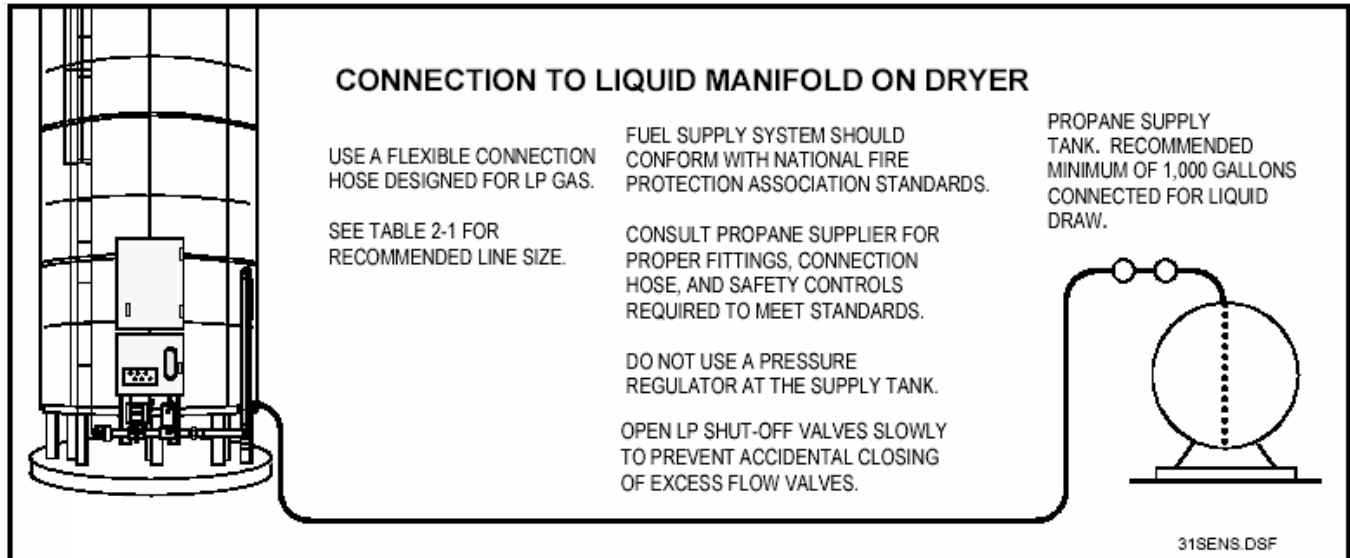 CONNECTION TO LIQUID MANIFOLD ON DRYER
USE A FLEXIBLE CONNECTION
HOSE DESIGNED FOR LP GAS.
SEE TABLE 2-1 FOR
RECOMMENDED LINE SIZE.
FUEL SUPPLY SYSTEM SHOULD
CONFORM WITH NATIONAL FIRE
PROTECTION ASSOCIATION STANDARDS.
CONSULT PROPANE SUPPLIER FOR
PROPER FITTINGS, CONNECTION
HOSE, AND SAFETY CONTROLS
REQUIRED TO MEET STANDARDS.
DO NOT USE A PRESSURE
REGULATOR AT THE SUPPLY TANK.
OPEN LP SHUT-OFF VALVES SLOWLY
TO PREVENT ACCIDENTAL CLOSING
OF EXCESS FLOW VALVES.
PROPANE SUPPLY
TANK. RECOMMENDED
MINIMUM OF 1,000 GALLONS
CONNECTED FOR LIQUID
DRAW.
31SENS.DSF